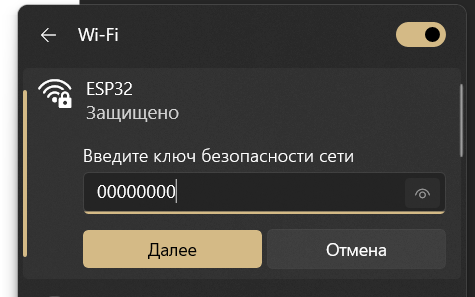 Wi-Fi
ESP32
Защищено
Введите ключ безопасности сети
00000000
Далее
Отмена